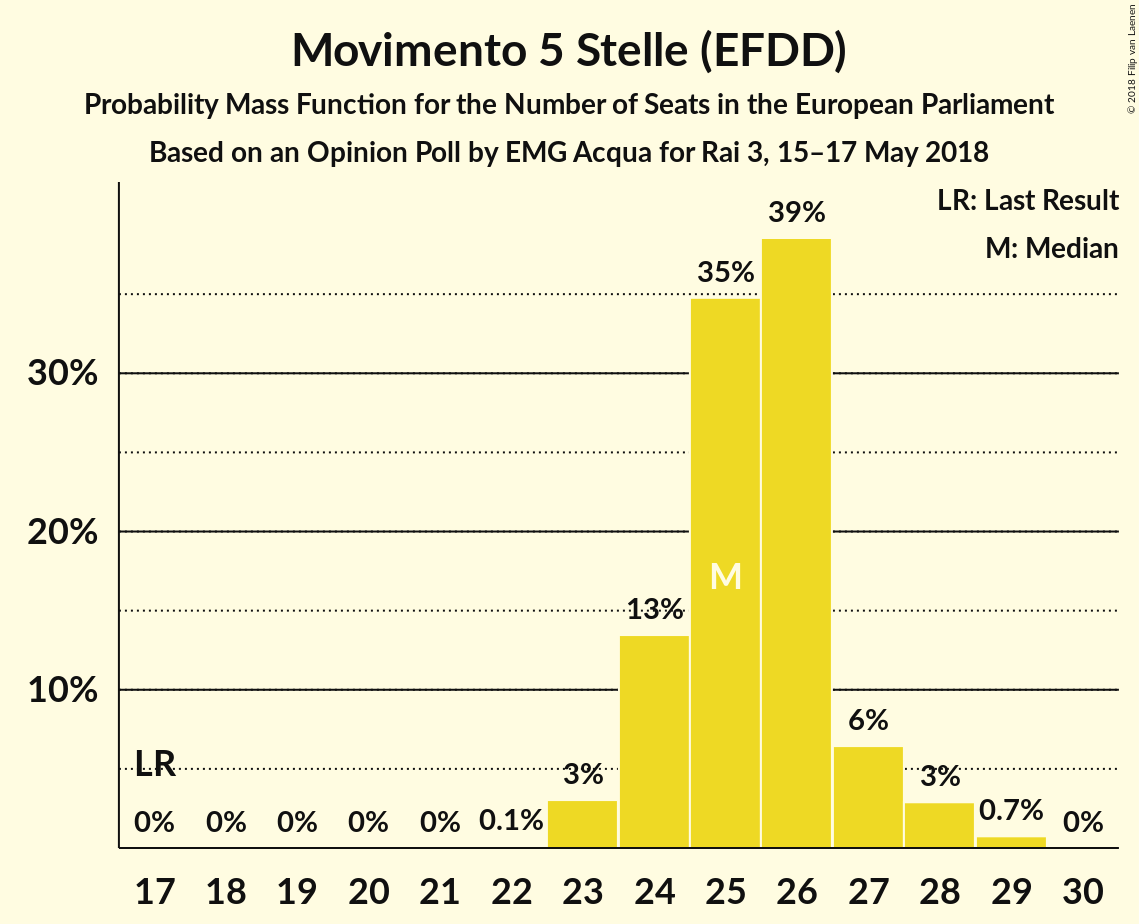 Movimento 5 Stelle (EFDD)
Probability Mass Function for the Number of Seats in the European Parliament
Based on an Opinion Poll by EMG Acqua for Rai 3, 15–17 May 2018
© 2018 Filip van Laenen
LR: Last Result
M: Median
39%
35%
30%
20%
M
13%
10%
6%
LR
3%
3%
0% 0% 0% 0% 0% 0.1% 0.7% 0%
17 18 19 20 21 22 23 24 25 26 27 28 29 30